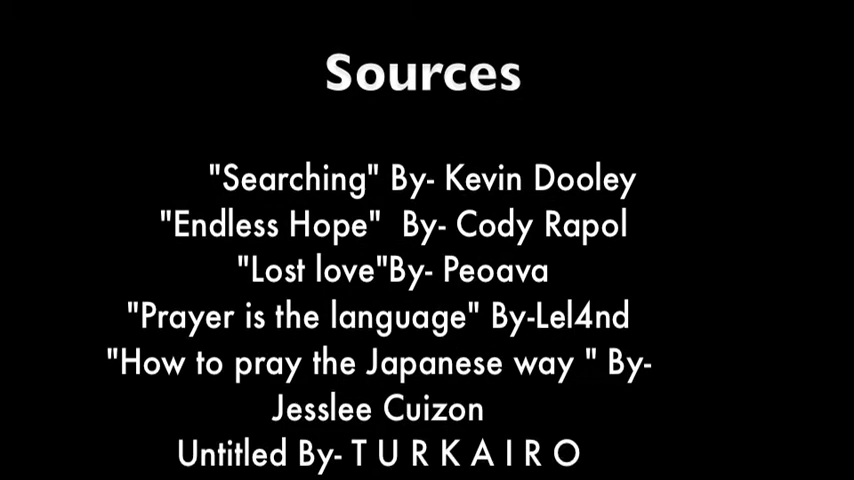 Sources
"Searching" By- Kevin Dooley
"Endless Hope"  By- Cody Rapol
"Lost love"By- Peoava
"Prayer is the language" By-Lel4nd
"How to pray the Japanese way " By-
Jesslee Cuizon
Untitled By- T U R K A I R O